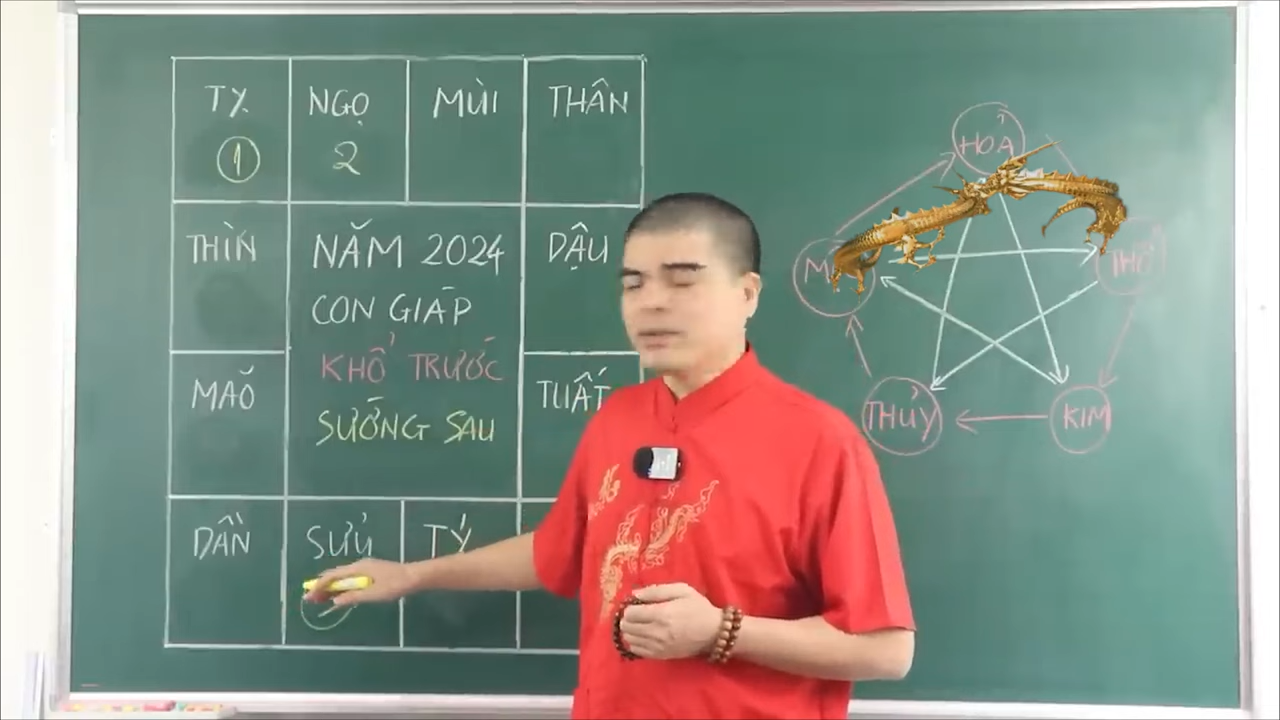 TỴ NGỌ MÙI THÂN
① 2
THÌN NĂM 2024 DẬU
CON GIÁP
KHỔ TRƯỚC
MÃO TUẤT
SƯỚNG SAU
DẦN SỬU TÝ
HỎA
THỔ
THỦY KIM